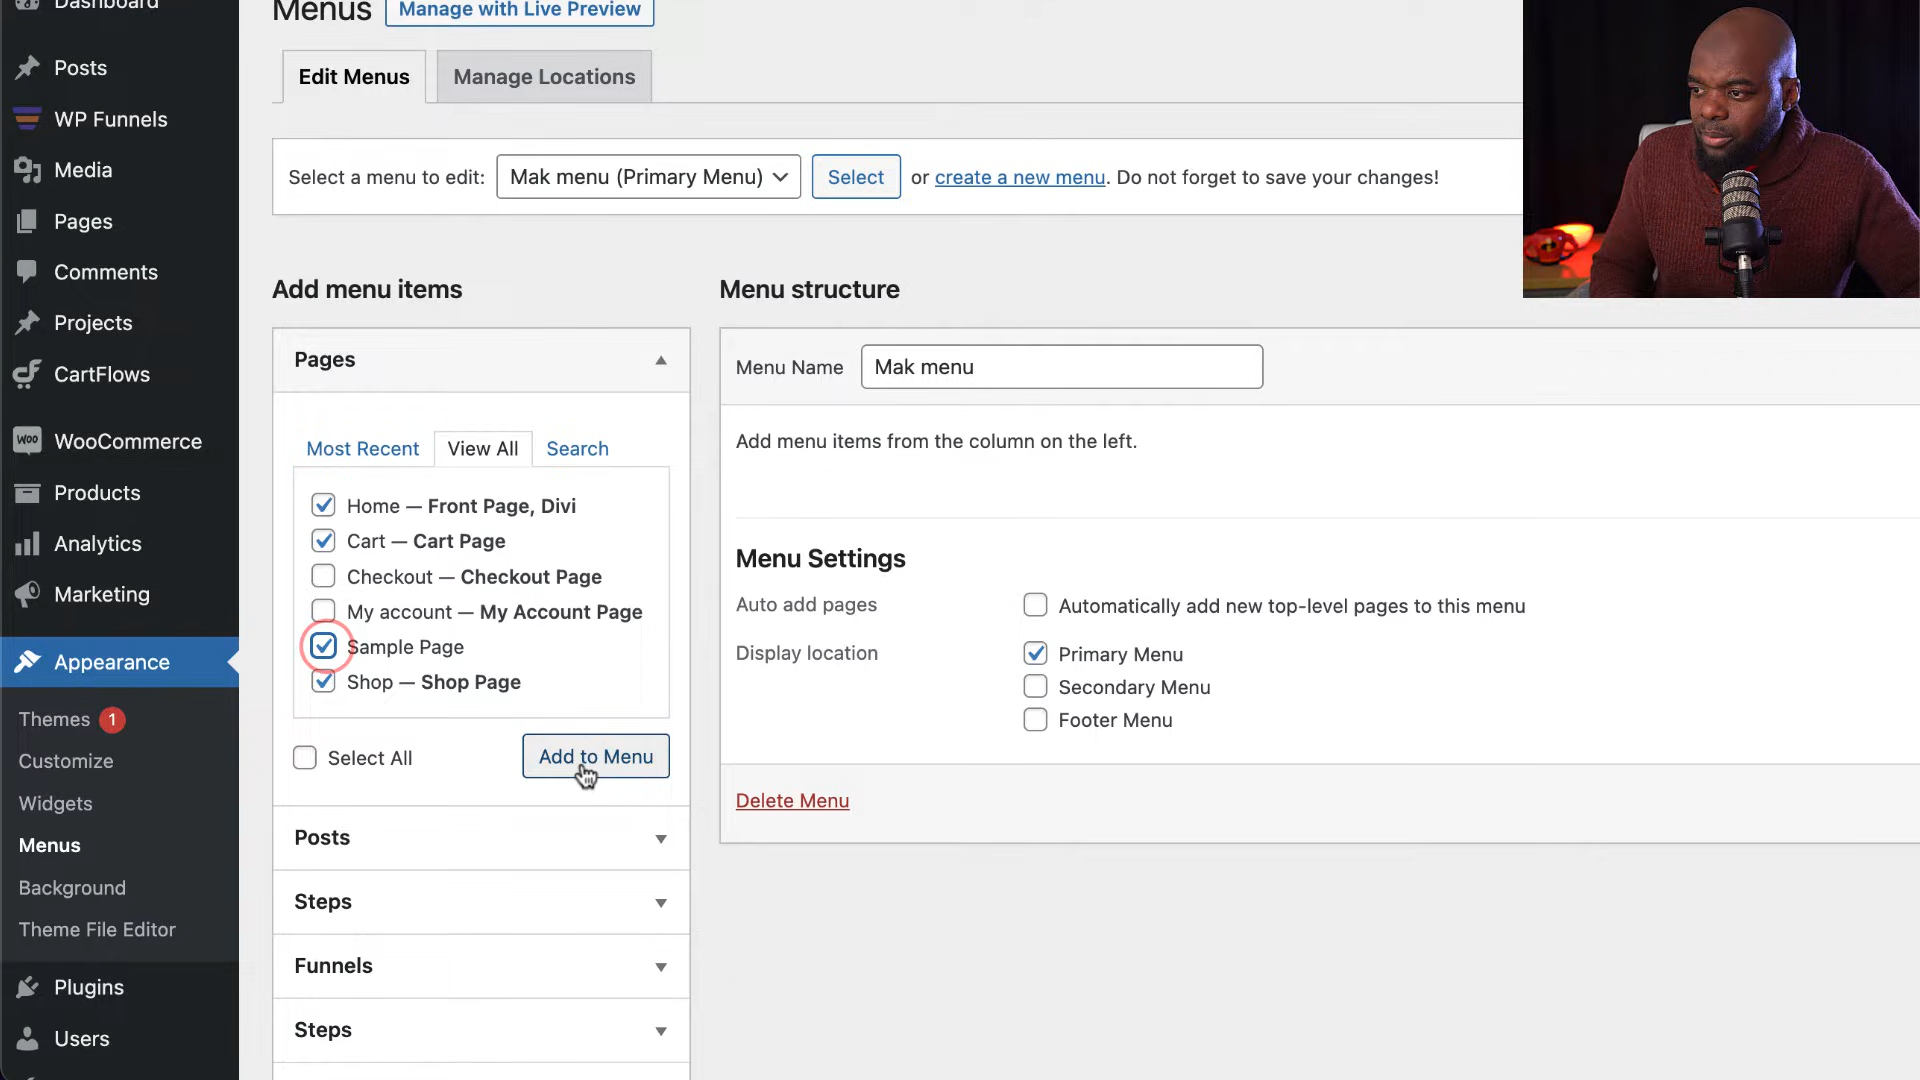 Dashboard
Posts
WP Funnels
Media
Pages
Comments
Projects
CartFlows
WooCommerce
Products
Analytics
Marketing
Appearance
Themes 1
Customize
Widgets
Menus
Background
Theme File Editor
Plugins
Users
Menus Manage with Live Preview
Edit Menus Manage Locations
Select a menu to edit: Mak menu (Primary Menu) Select or create a new menu. Do not forget to save your changes!
Add menu items
Pages
Most Recent View All Search
Home — Front Page, Divi
Cart — Cart Page
Checkout — Checkout Page
My account — My Account Page
Sample Page
Shop — Shop Page
Select All Add to Menu
Posts
Steps
Funnels
Steps
Menu structure
Menu Name Mak menu
Add menu items from the column on the left.
Menu Settings
Auto add pages Automatically add new top-level pages to this menu
Display location Primary Menu
Secondary Menu
Footer Menu
Delete Menu